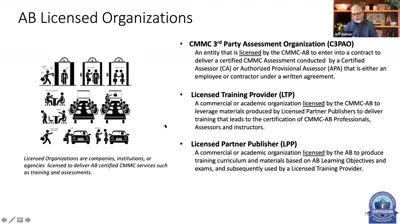 AB Licensed Organizations
• CMMC 3rd Party Assessment Organization (C3PAO)
An entity that is licensed by the CMMC-AB to enter into a contract to
deliver a certified CMMC Assessment conducted by a Certified
Assessor (CA) or Authorized Provisional Assessor (APA) that is either an
employee or contractor under a written agreement.
• Licensed Training Provider (LTP)
A commercial or academic organization licensed by the CMMC-AB to
leverage materials produced by Licensed Partner Publishers to deliver
training that leads to the certification of CMMC-AB Professionals,
Assessors and instructors.
• Licensed Partner Publisher (LPP)
A commercial or academic organization licensed by the AB to produce
training curriculum and materials based on AB Learning Objectives and
exams, and subsequently used by a Licensed Training Provider.
Licensed Organizations are companies, institutions, or
agencies licensed to deliver AB certified CMMC services such
as training and assessments.